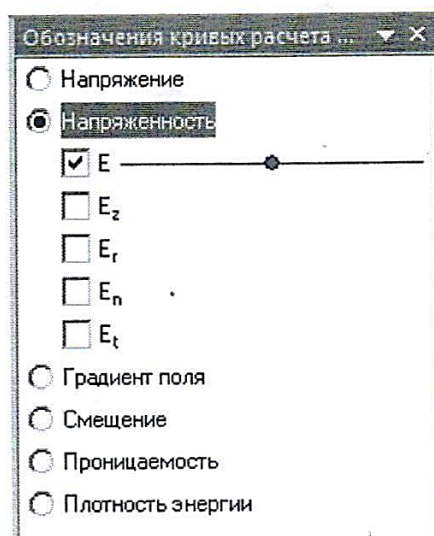 Обозначения кривых расчета ...
Напряжение
Напряженность
E
Ez
Er
En
Et
Градиент поля
Смещение
Проницаемость
Плотность энергии